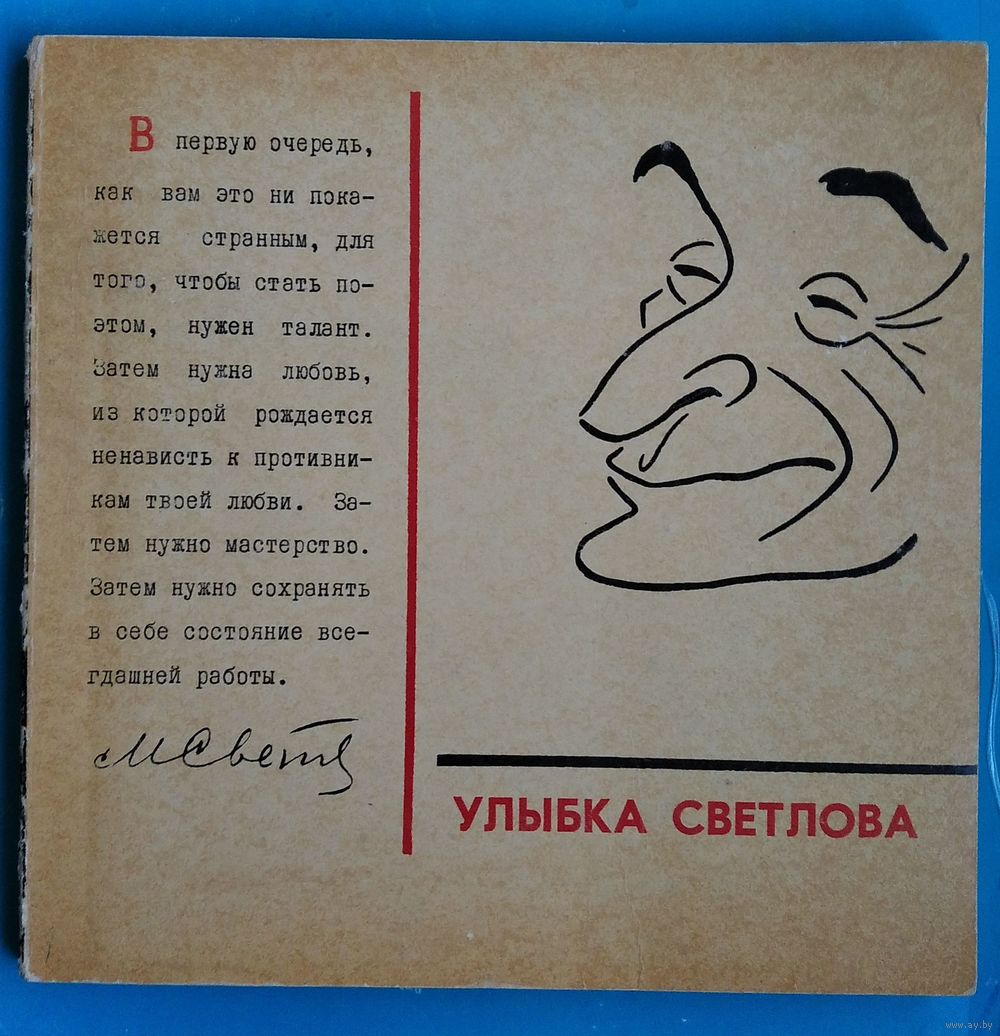 В первую очередь,
как вам это ни пока-
жется странным, для
того, чтобы стать по-
этом, нужен талант.
Затем нужна любовь,
из которой рождается
ненависть к противни-
кам твоей любви. За-
тем нужно мастерство.
Затем нужно сохранять
в себе состояние все-
гдашней работы.
МСветл
УЛЫБКА СВЕТЛОВА
www.ay.by